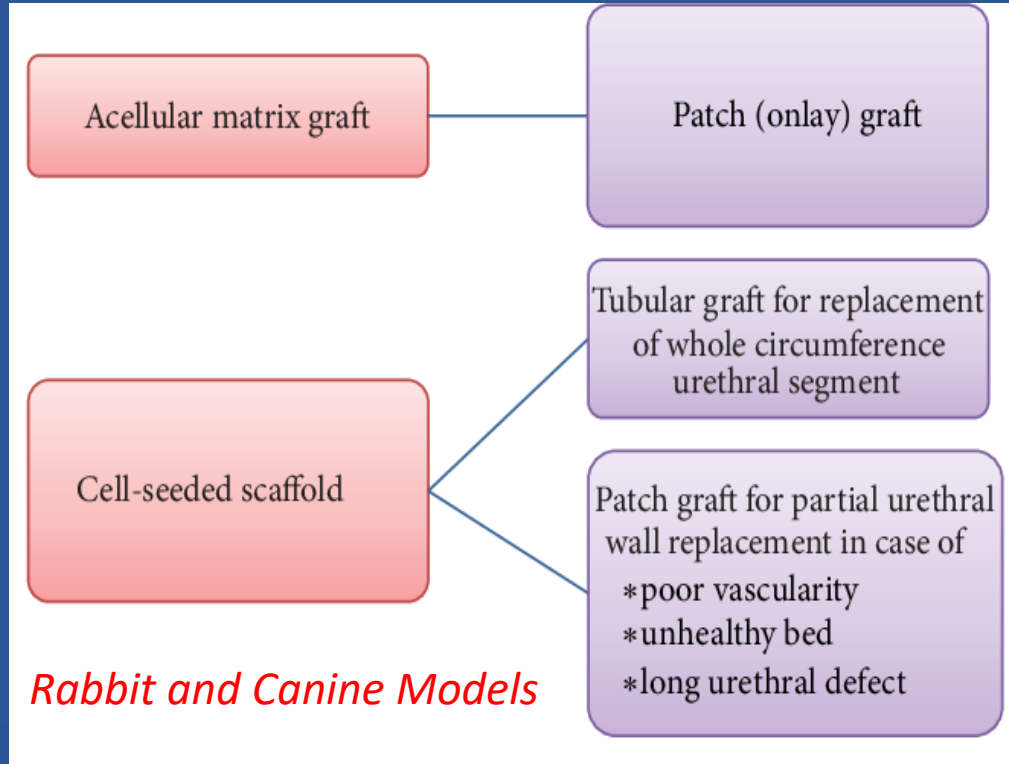 Acellular matrix graft
Patch (onlay) graft
Cell-seeded scaffold
Tubular graft for replacement
of whole circumference
urethral segment
Patch graft for partial urethral
wall replacement in case of
*poor vascularity
*unhealthy bed
*long urethral defect
Rabbit and Canine Models